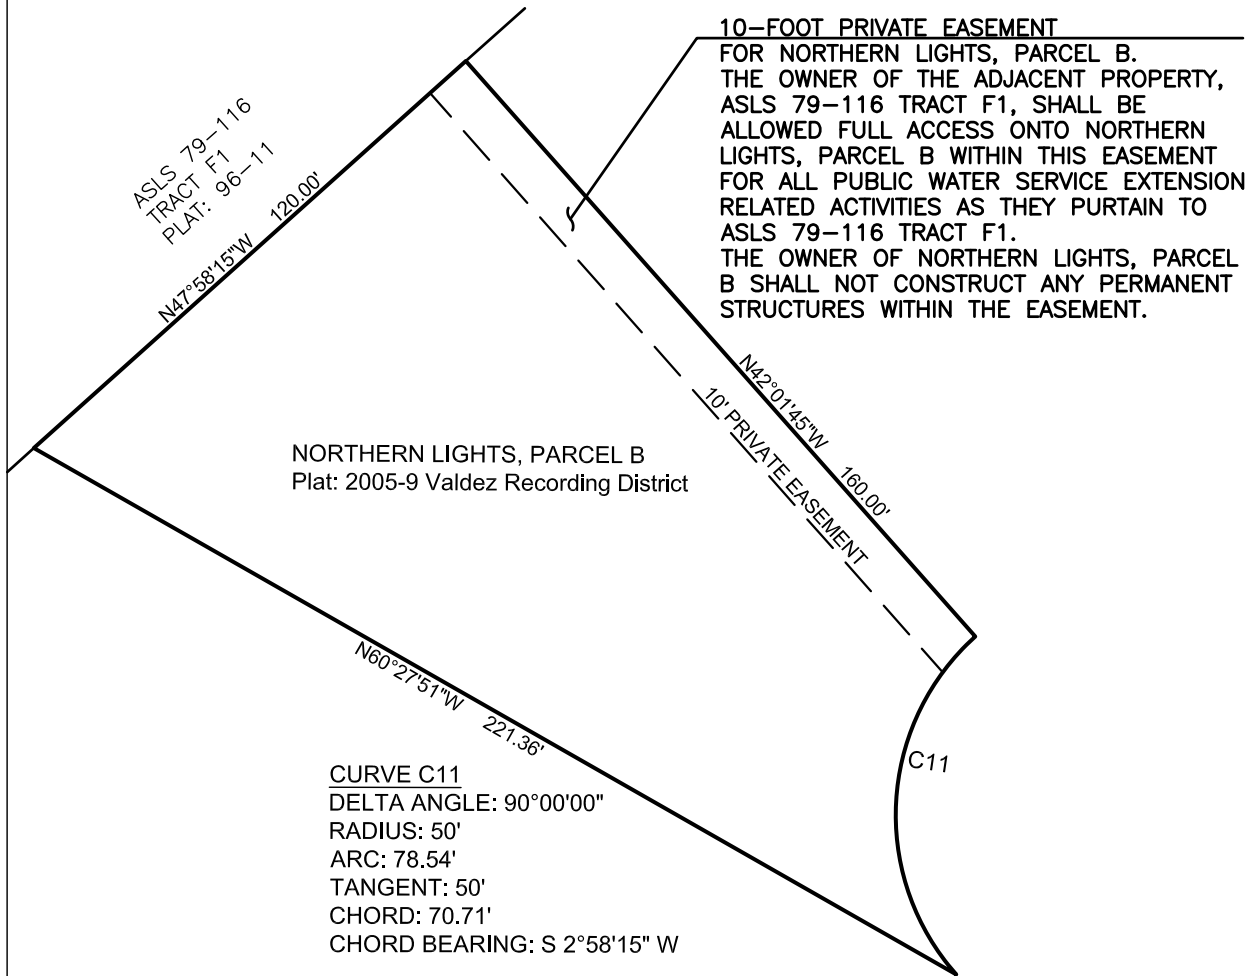 10-FOOT PRIVATE EASEMENT
FOR NORTHERN LIGHTS, PARCEL B.
THE OWNER OF THE ADJACENT PROPERTY,
ASLS 79-116 TRACT F1, SHALL BE
ALLOWED FULL ACCESS ONTO NORTHERN
LIGHTS, PARCEL B WITHIN THIS EASEMENT
FOR ALL PUBLIC WATER SERVICE EXTENSION
RELATED ACTIVITIES AS THEY PURTAIN TO
ASLS 79-116 TRACT F1.
THE OWNER OF NORTHERN LIGHTS, PARCEL
B SHALL NOT CONSTRUCT ANY PERMANENT
STRUCTURES WITHIN THE EASEMENT.
ASLS 79-116
TRACT F1
PLAT: 96-11
N47°58'15"W 120.00'
N42°01'45"W 160.00'
10' PRIVATE EASEMENT
NORTHERN LIGHTS, PARCEL B
Plat: 2005-9 Valdez Recording District
N60°27'51"W 221.36'
C11
CURVE C11
DELTA ANGLE: 90°00'00"
RADIUS: 50'
ARC: 78.54'
TANGENT: 50'
CHORD: 70.71'
CHORD BEARING: S 2°58'15" W